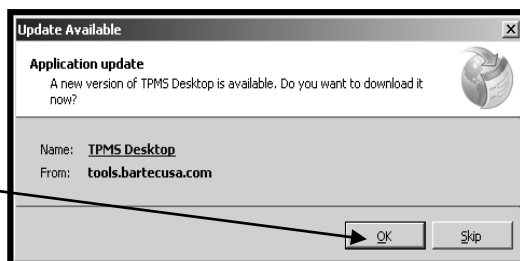 Update Available
Application update
A new version of TPMS Desktop is available. Do you want to download it
now?
Name: TPMS Desktop
From: tools.bartecusa.com
OK
Skip